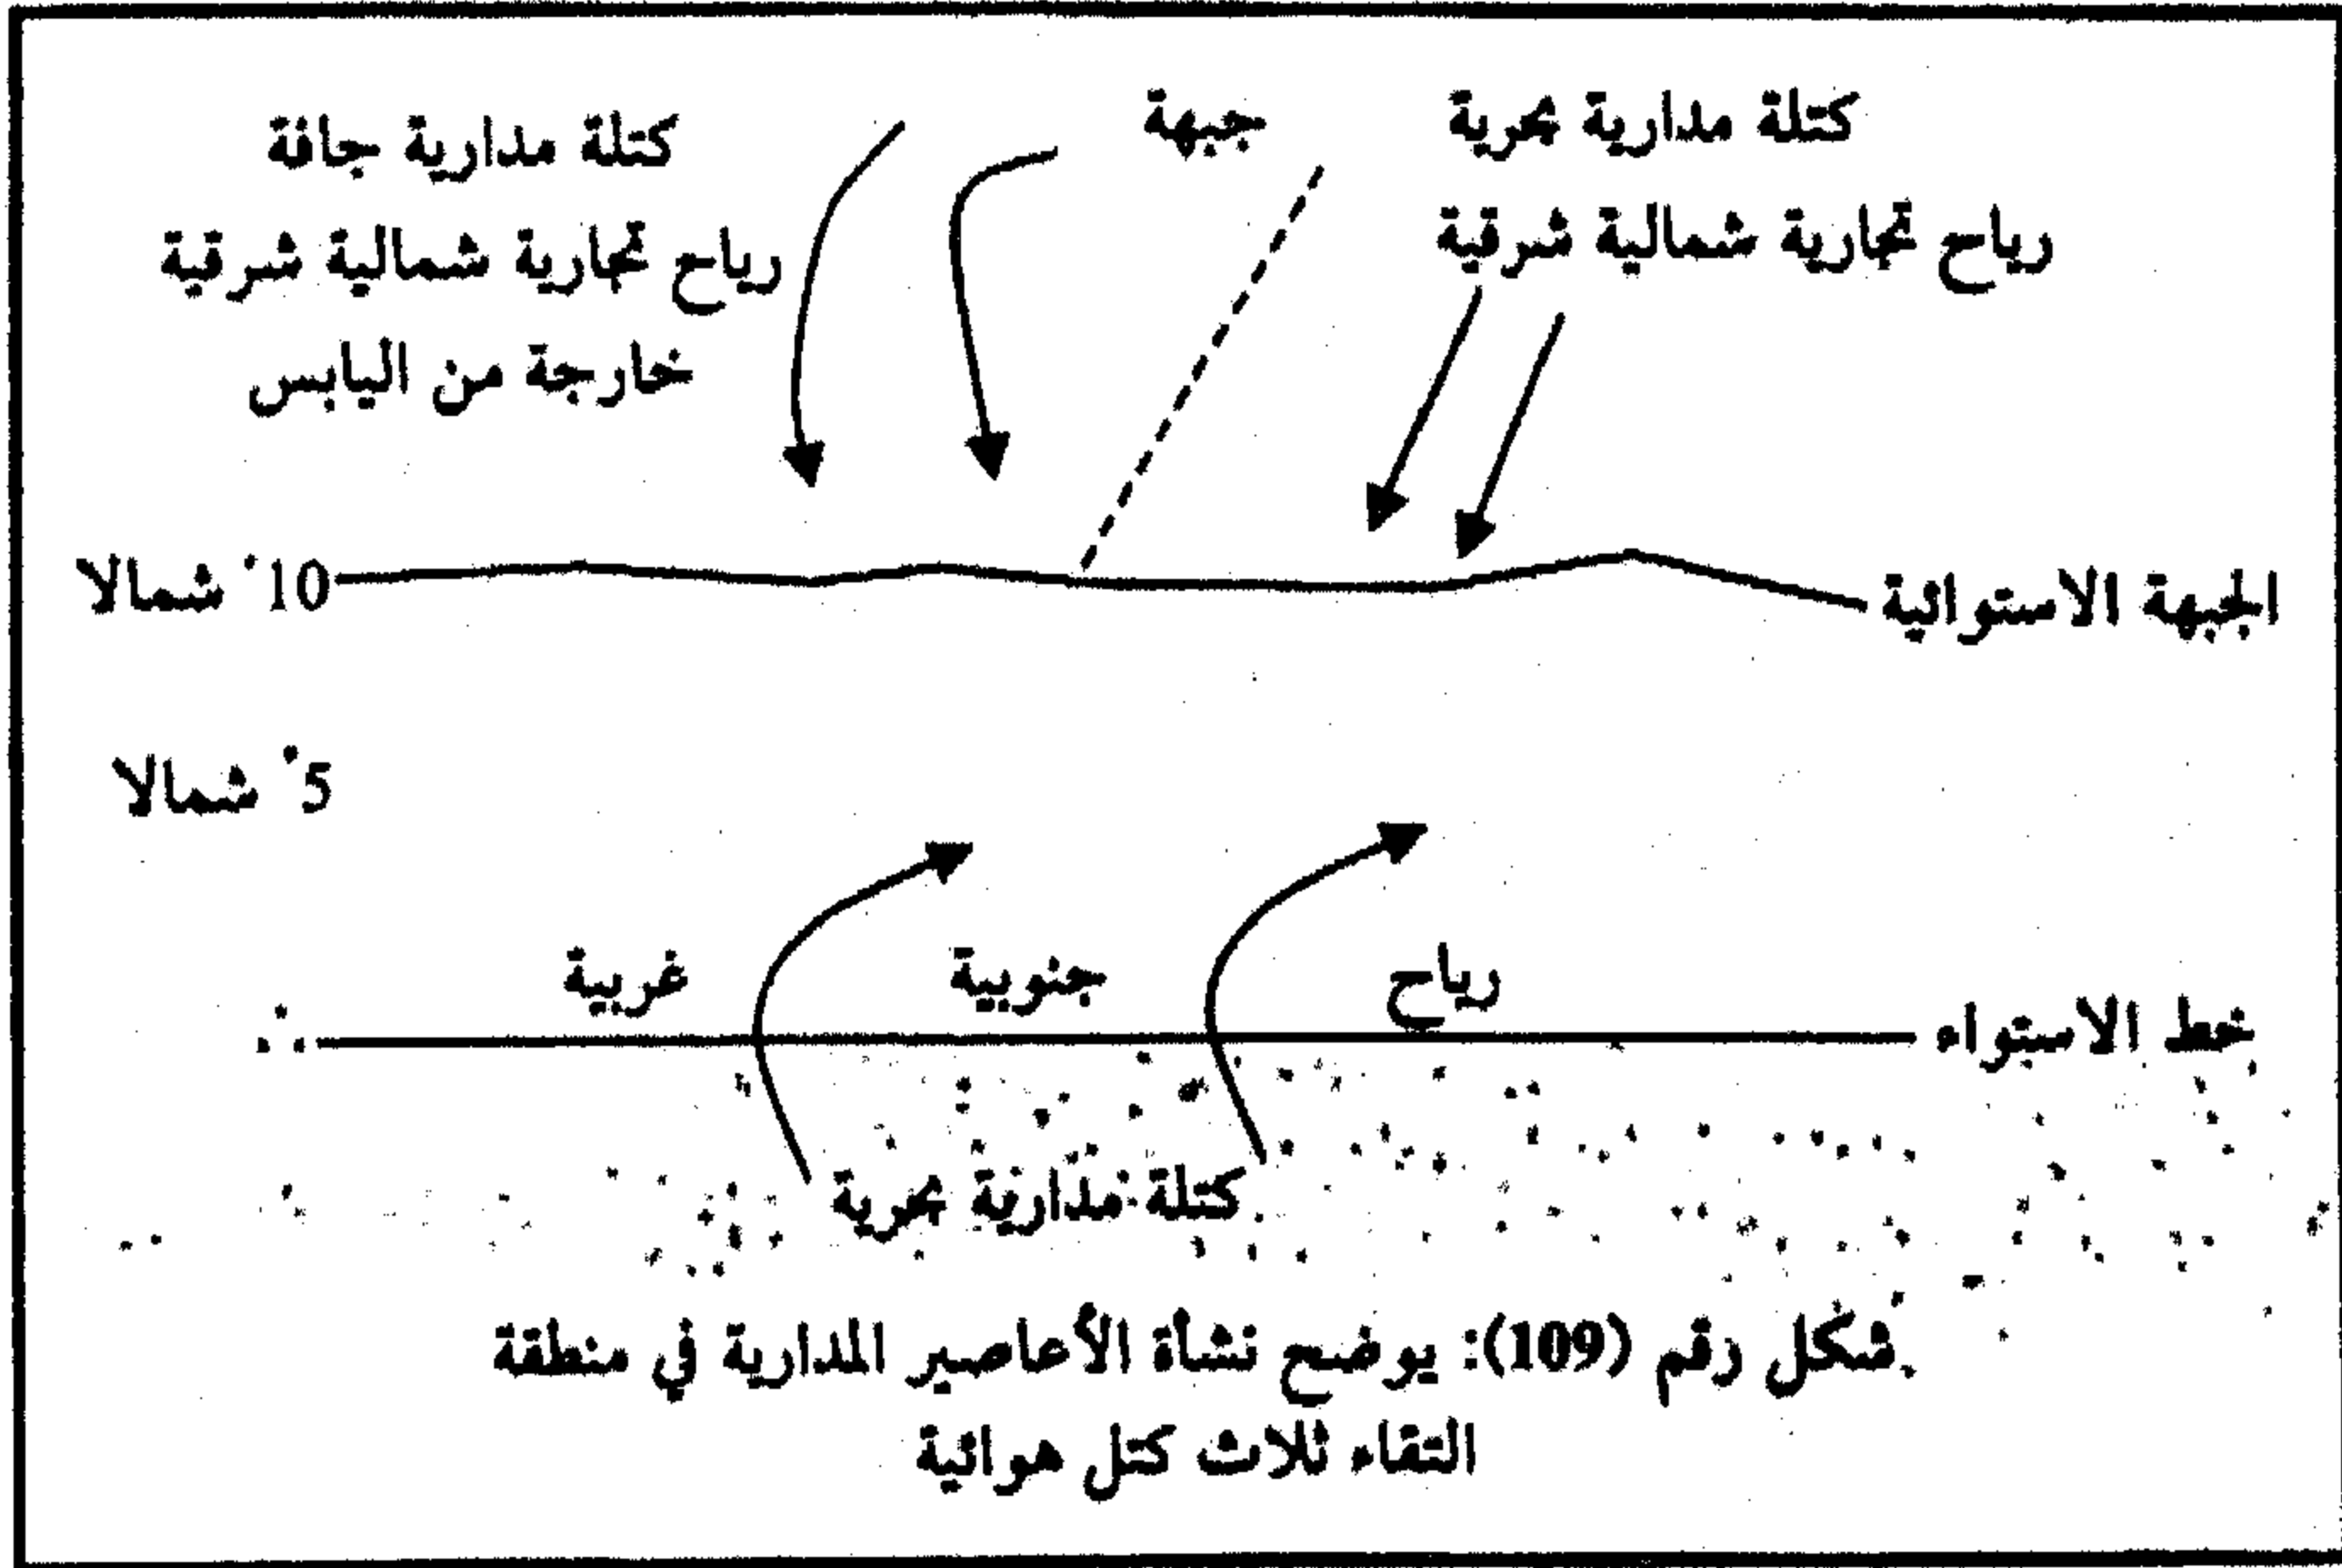 كتلة مدارية بحرية
رياح تجارية شمالية شرقية
جبهة
كتلة مدارية جافة
رياح تجارية شمالية شرقية
خارجة من اليابس
الجبهة الاستوائية
10° شمالا
5° شمالا
رياح جنوبية غربية
خط الاستواء
كتلة مدارية بحرية
شكل رقم (109): يوضح نشأة الأعاصير المدارية في منطقة
التقاء ثلاث كتل هوائية